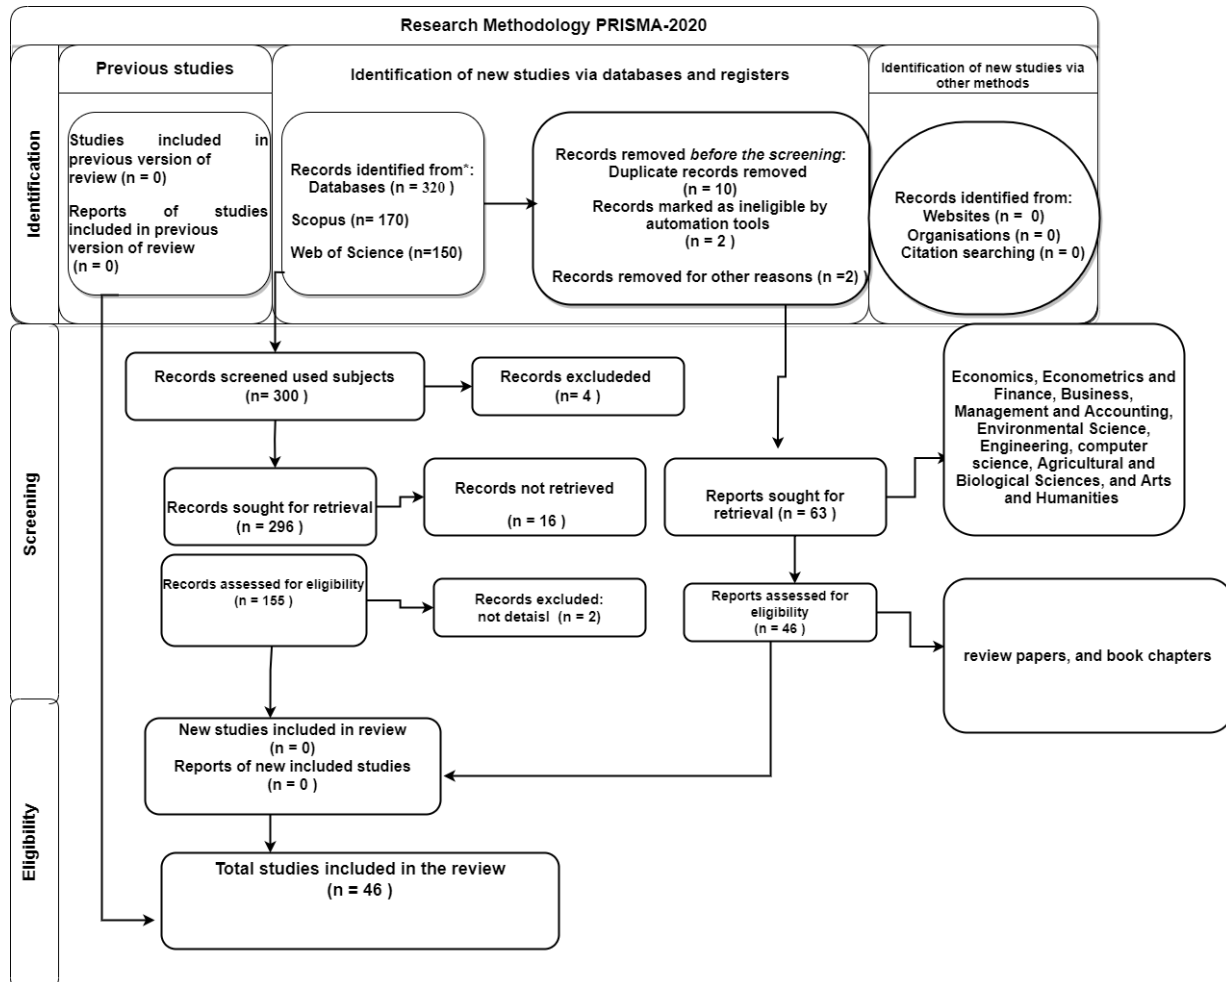 Research Methodology PRISMA-2020
Identification
Previous studies
Studies included in
previous version of
review (n = 0)
Reports of studies
included in previous
version of review
(n = 0)
Identification of new studies via databases and registers
Records identified from*:
Databases (n = 320 )
Scopus (n= 170)
Web of Science (n=150)
Records removed before the screening:
Duplicate records removed
(n = 10)
Records marked as ineligible by
automation tools
(n = 2 )
Records removed for other reasons (n =2)
Identification of new studies via
other methods
Records identified from:
Websites (n = 0)
Organisations (n = 0)
Citation searching (n = 0)
Screening
Records screened used subjects
(n= 300 )
Records excludeded
(n= 4 )
Records sought for retrieval
(n = 296 )
Records not retrieved
(n = 16 )
Records assessed for eligibility
(n = 155 )
Records excluded:
not detaisl (n = 2)
Reports sought for
retrieval (n = 63 )
Economics, Econometrics and
Finance, Business,
Management and Accounting,
Environmental Science,
Engineering, computer
science, Agricultural and
Biological Sciences, and Arts
and Humanities
Reports assessed for
eligibility
(n = 46 )
review papers, and book chapters
Eligibility
New studies included in review
(n = 0)
Reports of new included studies
(n = 0 )
Total studies included in the review
(n = 46 )